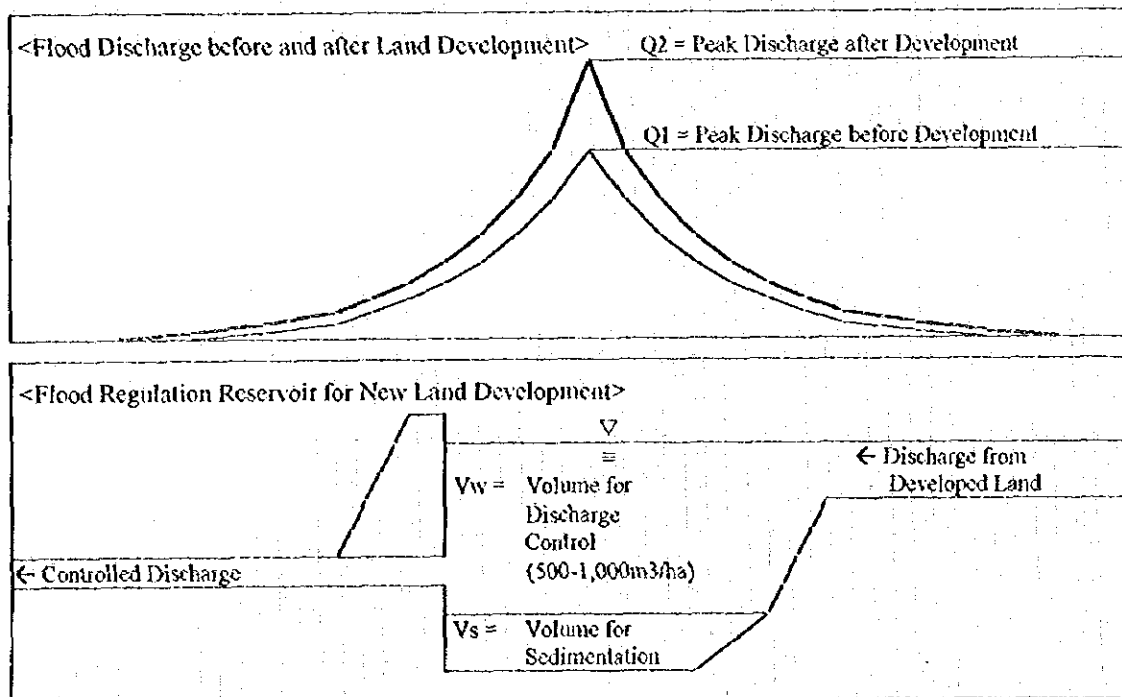 <Flood Discharge before and after Land Development>
Q2 = Peak Discharge after Development
Q1 = Peak Discharge before Development
<Flood Regulation Reservoir for New Land Development>
← Discharge from
Developed Land
Vw = Volume for
Discharge
Control
(500-1,000m3/ha)
← Controlled Discharge
Vs = Volume for
Sedimentation